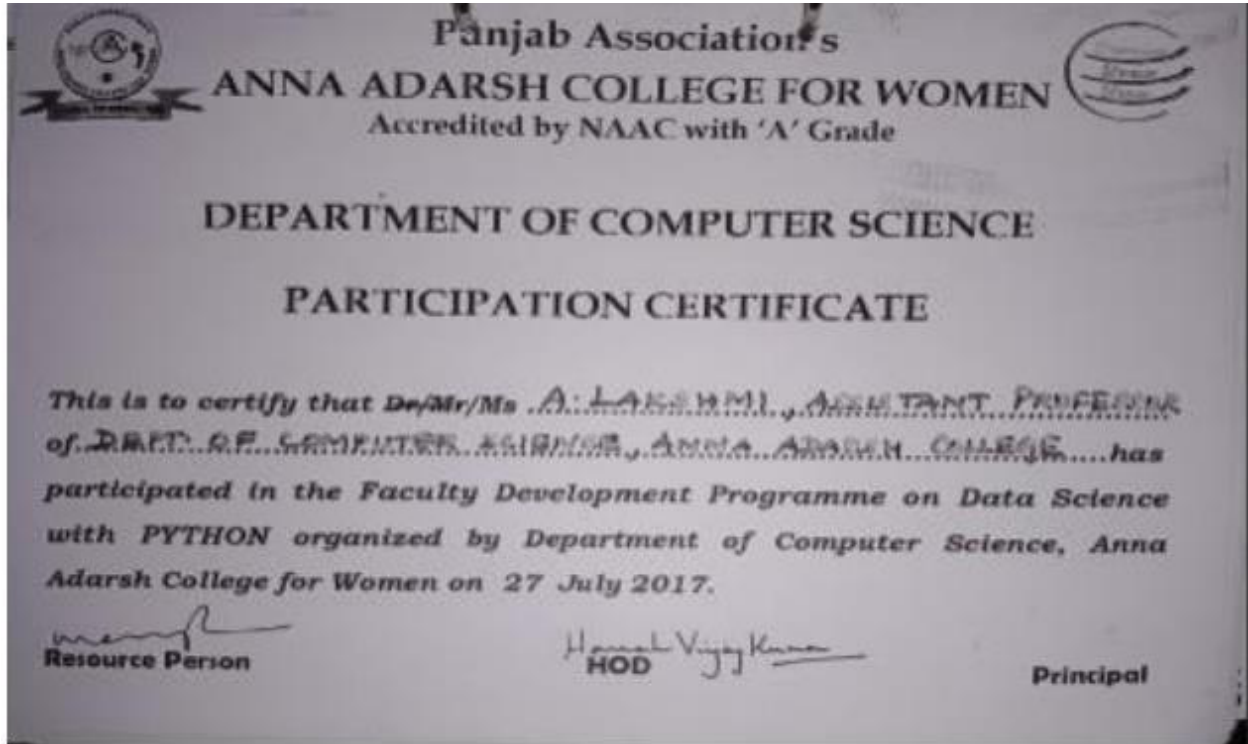 Panjab Association's
ANNA ADARSH COLLEGE FOR WOMEN
Accredited by NAAC with 'A' Grade
DEPARTMENT OF COMPUTER SCIENCE
PARTICIPATION CERTIFICATE
This is to certify that Dr/Mr/Ms A. LAKSHMI, ASSISTANT PROFESSOR
of DEPT. OF COMPUTER SCIENCE, ANNA ADARSH COLLEGE has
participated in the Faculty Development Programme on Data Science
with PYTHON organized by Department of Computer Science, Anna
Adarsh College for Women on 27 July 2017.
Vijay
Resource Person HOD Principal